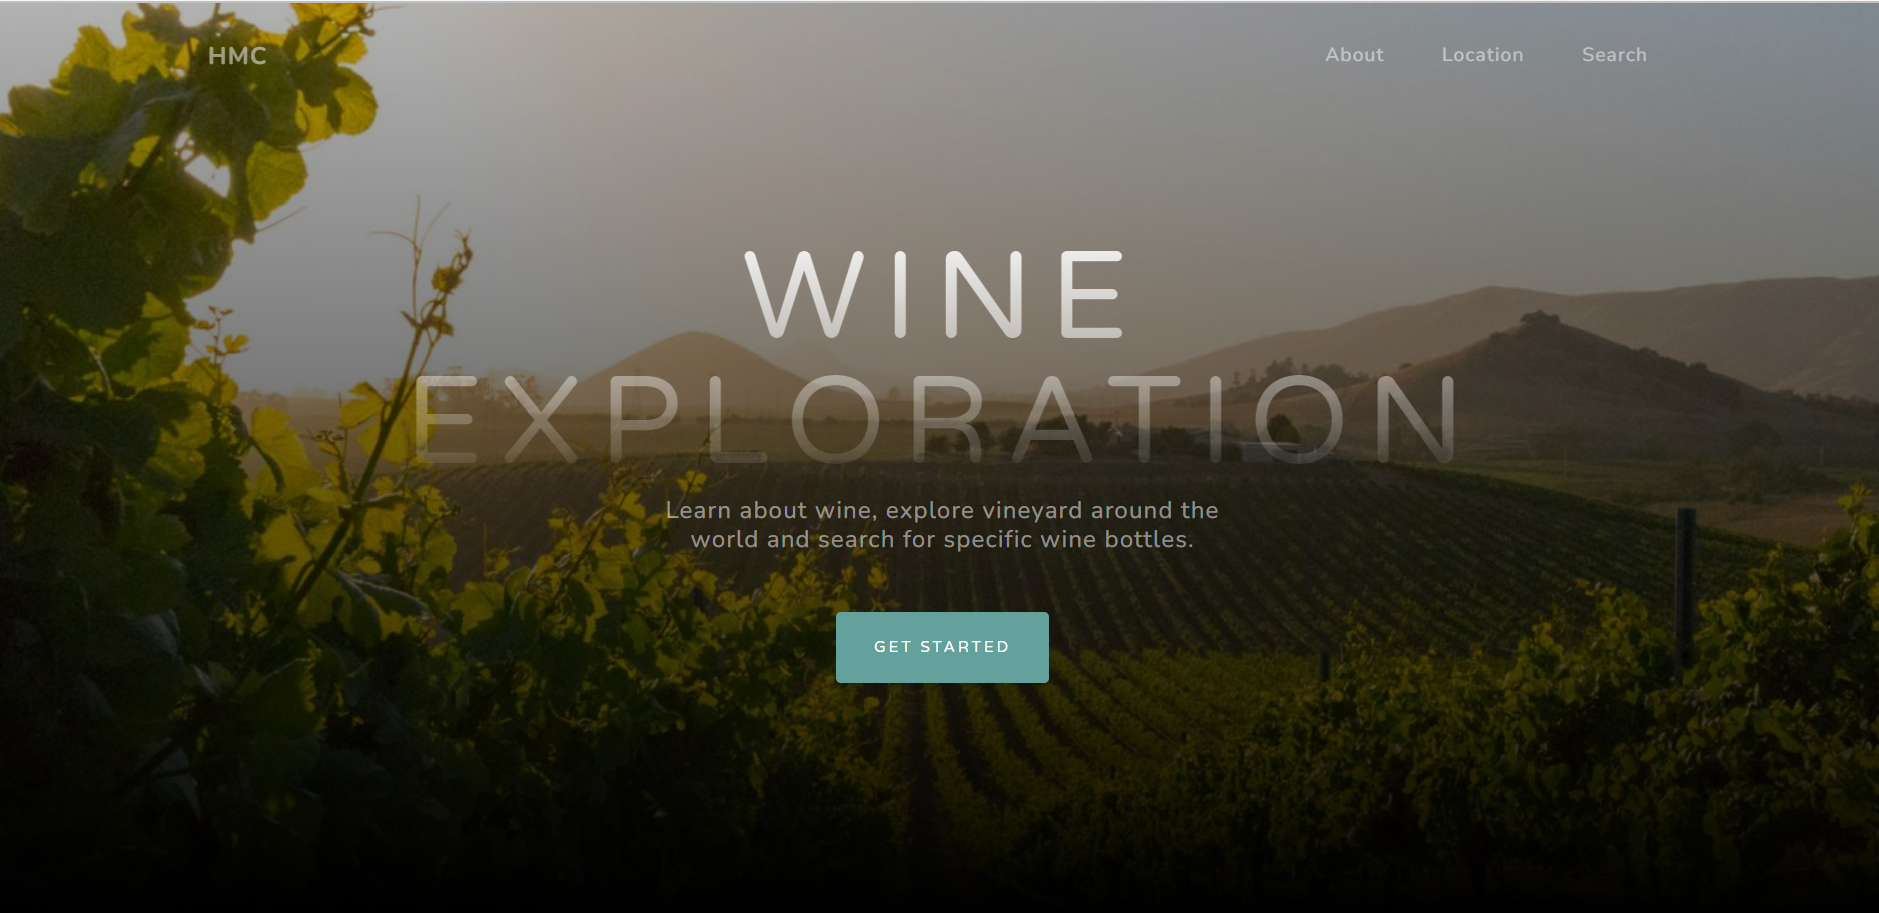 HMC
About
Location
Search
WINE
EXPLORATION
Learn about wine, explore vineyard around the
world and search for specific wine bottles.
GET STARTED